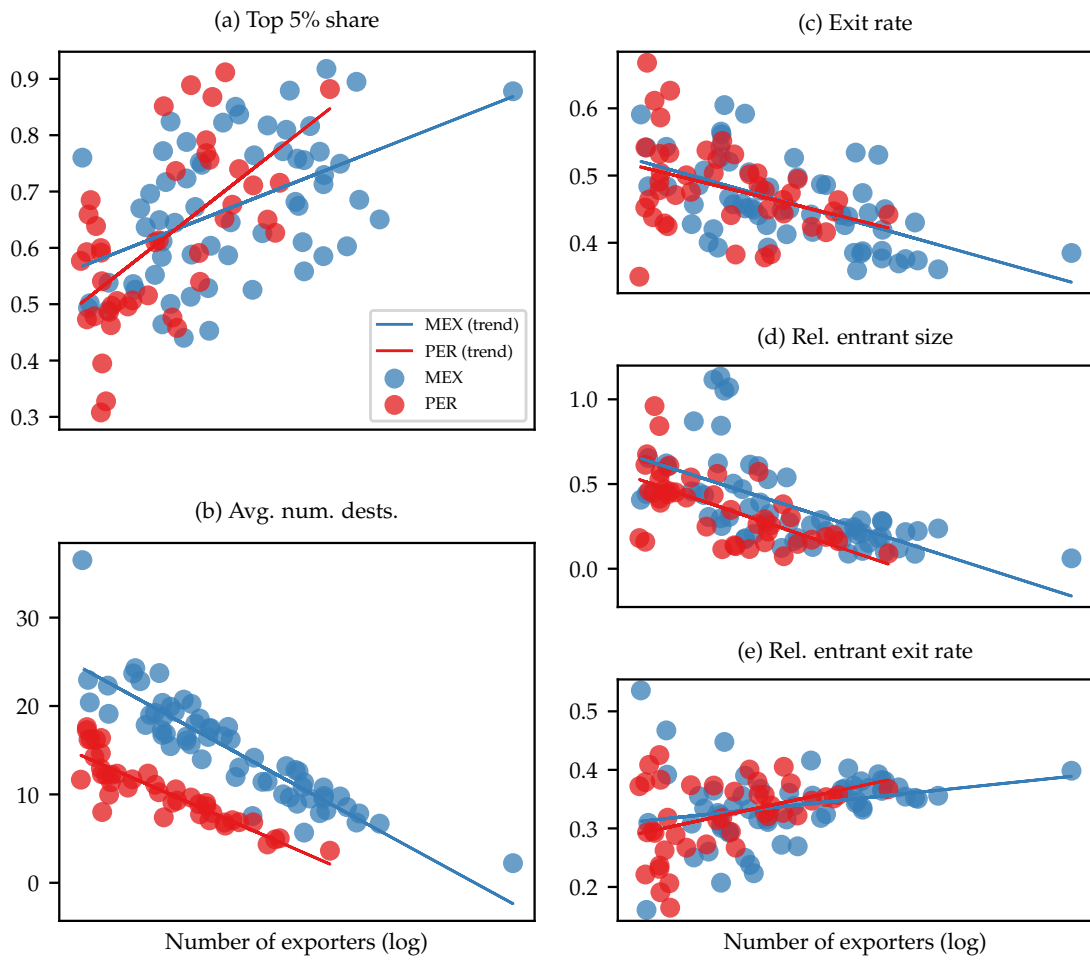 (a) Top 5% share
0.9
0.8
0.7
0.6
0.5
0.4
0.3
MEX (trend)
PER (trend)
MEX
PER
(b) Avg. num. dests.
30
20
10
0
Number of exporters (log)
(c) Exit rate
0.6
0.5
0.4
(d) Rel. entrant size
1.0
0.5
0.0
(e) Rel. entrant exit rate
0.5
0.4
0.3
0.2
Number of exporters (log)